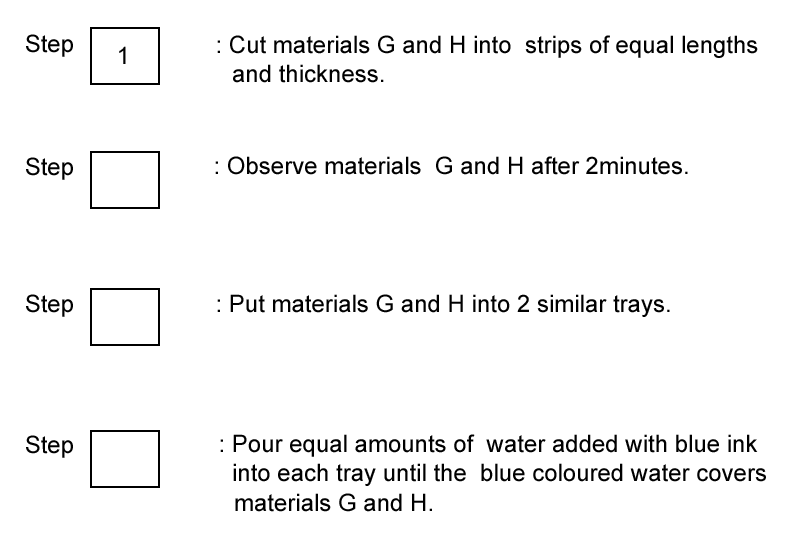 Step 1 : Cut materials G and H into strips of equal lengths
and thickness.
Step : Observe materials G and H after 2minutes.
Step : Put materials G and H into 2 similar trays.
Step : Pour equal amounts of water added with blue ink
into each tray until the blue coloured water covers
materials G and H.